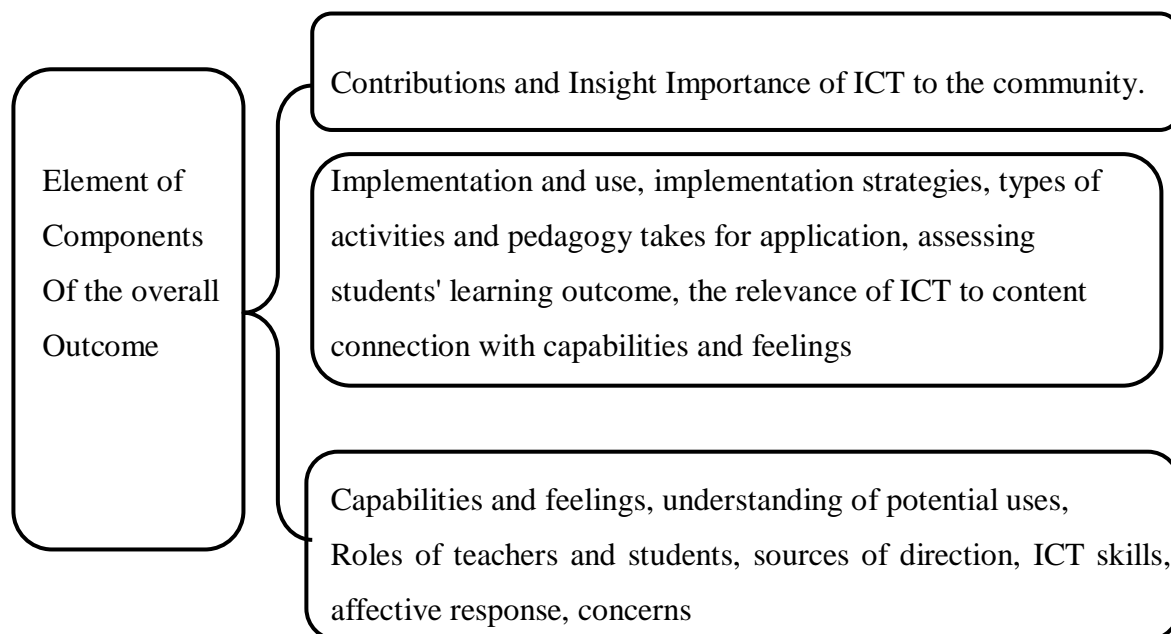 Element of
Components
Of the overall
Outcome
Contributions and Insight Importance of ICT to the community.
Implementation and use, implementation strategies, types of
activities and pedagogy takes for application, assessing
students' learning outcome, the relevance of ICT to content
connection with capabilities and feelings
Capabilities and feelings, understanding of potential uses,
Roles of teachers and students, sources of direction, ICT skills,
affective response, concerns